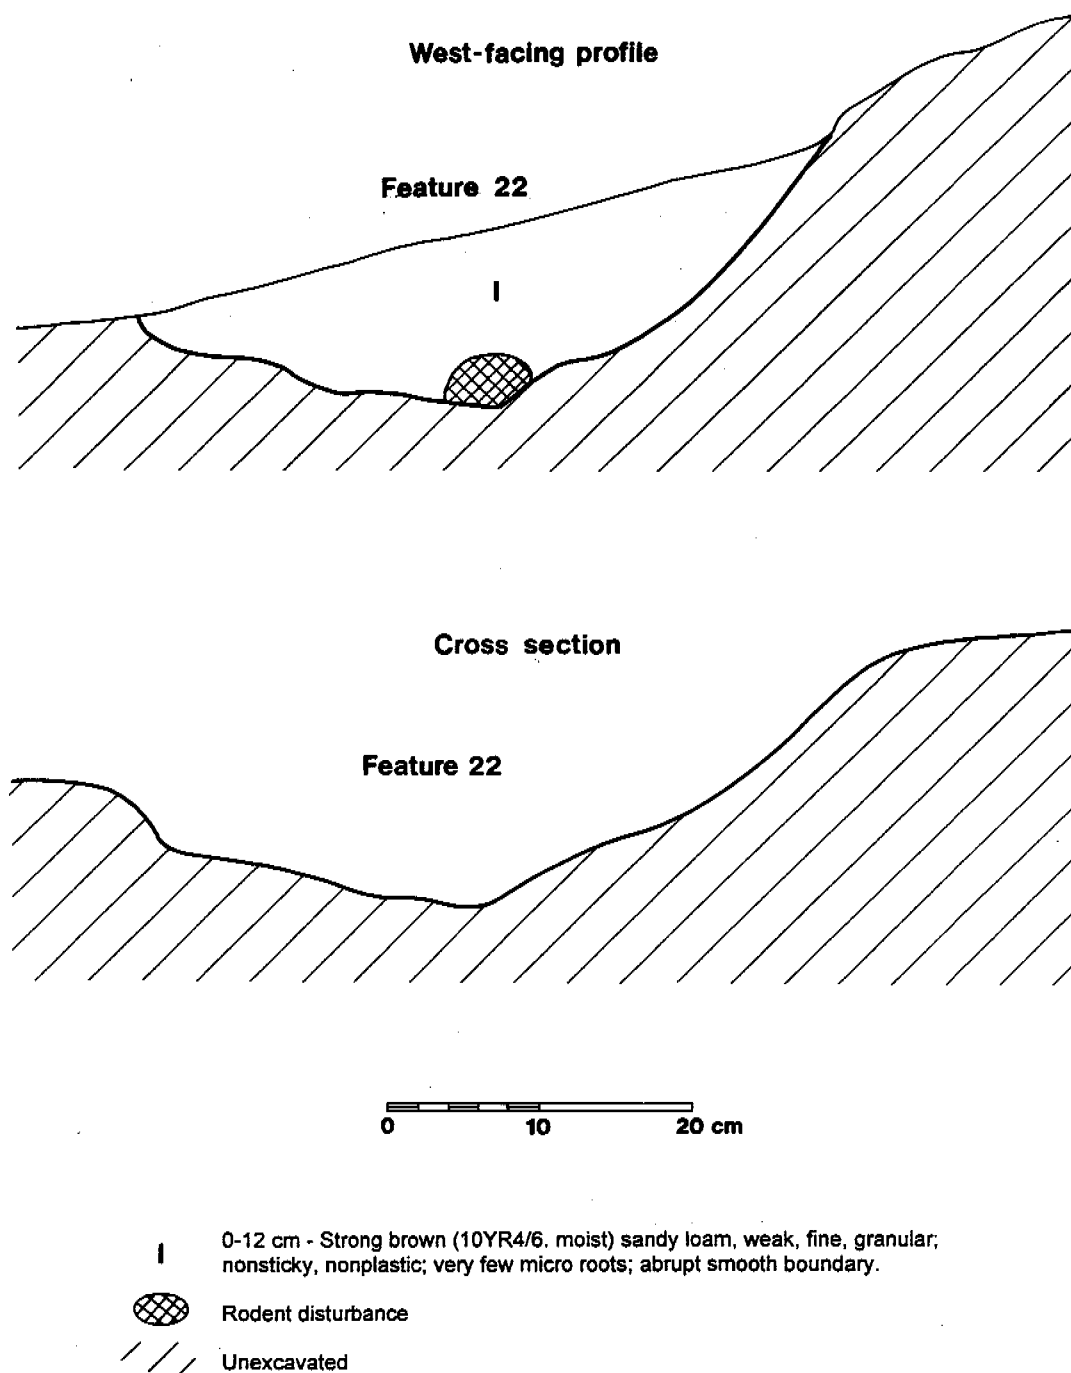 West-facing profile
Feature 22
I
Cross section
Feature 22
0 10 20 cm
I 0-12 cm - Strong brown (10YR4/6, moist) sandy loam, weak, fine, granular;
nonsticky, nonplastic; very few micro roots; abrupt smooth boundary.
Rodent disturbance
Unexcavated